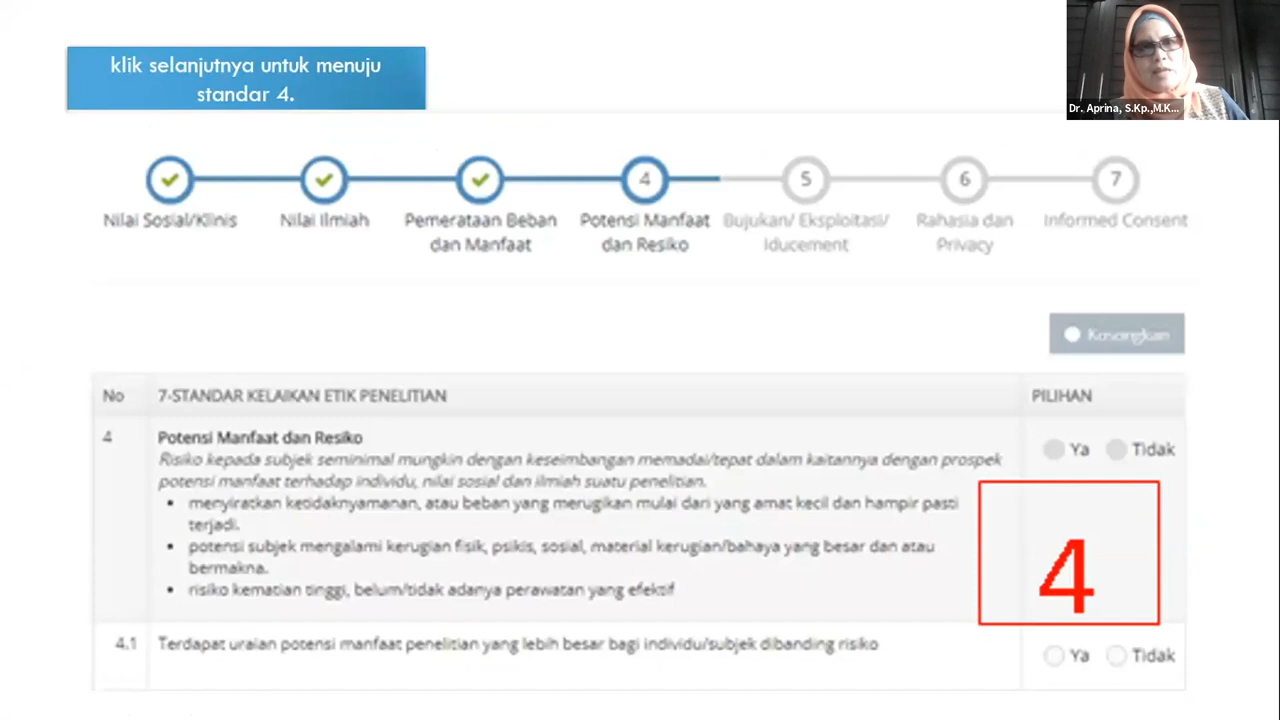 klik selanjutnya untuk menuju
standar 4.
Dr. Aprina, S.Kp.,M.K...
4
5
6
7
Nilai Sosial/Klinis
Nilai Ilmiah
Pemerataan Beban
dan Manfaat
Potensi Manfaat
dan Resiko
Bujukan/ Eksploitasi/
Iducement
Rahasia dan
Privacy
Informed Consent
Kosongkan
No
7-STANDAR KELAIKAN ETIK PENELITIAN
PILIHAN
4
Potensi Manfaat dan Resiko
Ya
Tidak
Risiko kepada subjek seminimal mungkin dengan keseimbangan memadai/tepat dalam kaitannya dengan prospek
potensi manfaat terhadap individu, nilai sosial dan ilmiah suatu penelitian.
• menyiratkan ketidaknyamanan, atau beban yang merugikan mulai dari yang amat kecil dan hampir pasti
terjadi.
• potensi subjek mengalami kerugian fisik, psikis, sosial, material kerugian/bahaya yang besar dan atau
bermakna.
• risiko kematian tinggi, belum/tidak adanya perawatan yang efektif
4
4.1
Terdapat uraian potensi manfaat penelitian yang lebih besar bagi individu/subjek dibanding risiko
Ya
Tidak